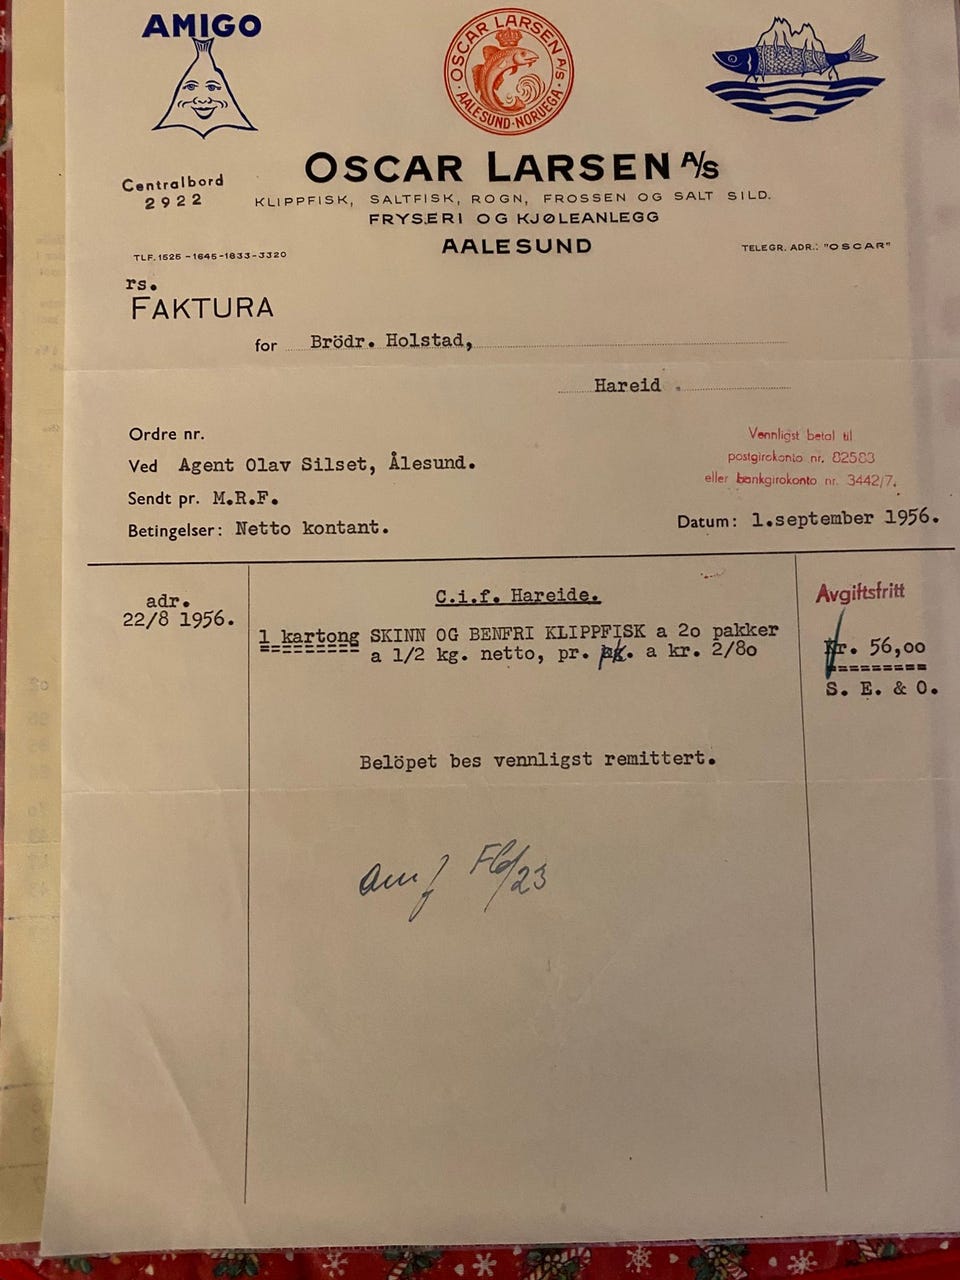 AMIGO
OSCAR LARSEN A/S
AALESUND-NORUEGA
OSCAR LARSEN A/S
Centralbord
2922
KLIPPFISK, SALTFISK, ROGN, FROSSEN OG SALT SILD.
FRYSERI OG KJØLEANLEGG
AALESUND
TLF. 1525 -1645-1833-3320
TELEGR. ADR.: "OSCAR"
rs.
FAKTURA
for Brödr. Holstad,
Hareid .
Ordre nr.
Ved Agent Olav Silset, Ålesund.
Sendt pr. M.R.F.
Betingelser: Netto kontant.
Vennligst betal til
postgirokonto nr. 82583
eller bankgirokonto nr. 3442/7.
Datum: 1.september 1956.
adr.
22/8 1956.
C.i.f. Hareide.
1 kartong SKINN OG BENFRI KLIPPFISK a 20 pakker
a 1/2 kg. netto, pr. pk. a kr. 2/80
Avgiftsfritt
Kr. 56,00
S. E. & O.
Belöpet bes vennligst remittert.